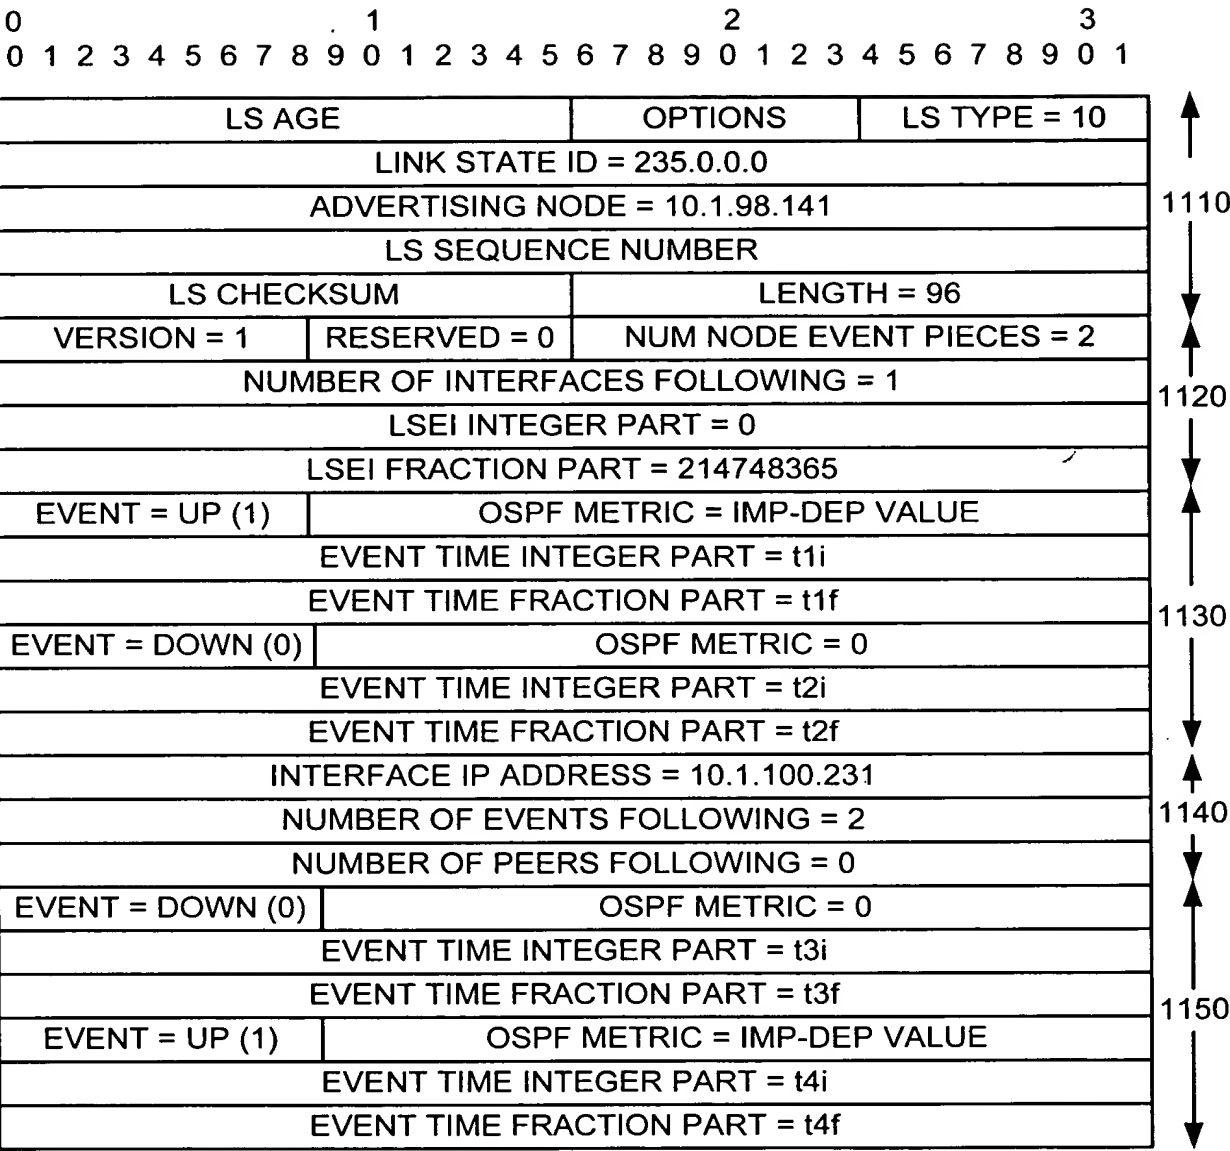 0 1 2 3
0 1 2 3 4 5 6 7 8 9 0 1 2 3 4 5 6 7 8 9 0 1 2 3 4 5 6 7 8 9 0 1
LS AGE OPTIONS LS TYPE = 10
LINK STATE ID = 235.0.0.0
ADVERTISING NODE = 10.1.98.141
1110
LS SEQUENCE NUMBER
LS CHECKSUM LENGTH = 96
VERSION = 1 RESERVED = 0 NUM NODE EVENT PIECES = 2
NUMBER OF INTERFACES FOLLOWING = 1
1120
LSEI INTEGER PART = 0
LSEI FRACTION PART = 214748365
EVENT = UP (1) OSPF METRIC = IMP-DEP VALUE
EVENT TIME INTEGER PART = t1i
EVENT TIME FRACTION PART = t1f
1130
EVENT = DOWN (0) OSPF METRIC = 0
EVENT TIME INTEGER PART = t2i
EVENT TIME FRACTION PART = t2f
INTERFACE IP ADDRESS = 10.1.100.231
NUMBER OF EVENTS FOLLOWING = 2
1140
NUMBER OF PEERS FOLLOWING = 0
EVENT = DOWN (0) OSPF METRIC = 0
EVENT TIME INTEGER PART = t3i
EVENT TIME FRACTION PART = t3f
1150
EVENT = UP (1) OSPF METRIC = IMP-DEP VALUE
EVENT TIME INTEGER PART = t4i
EVENT TIME FRACTION PART = t4f